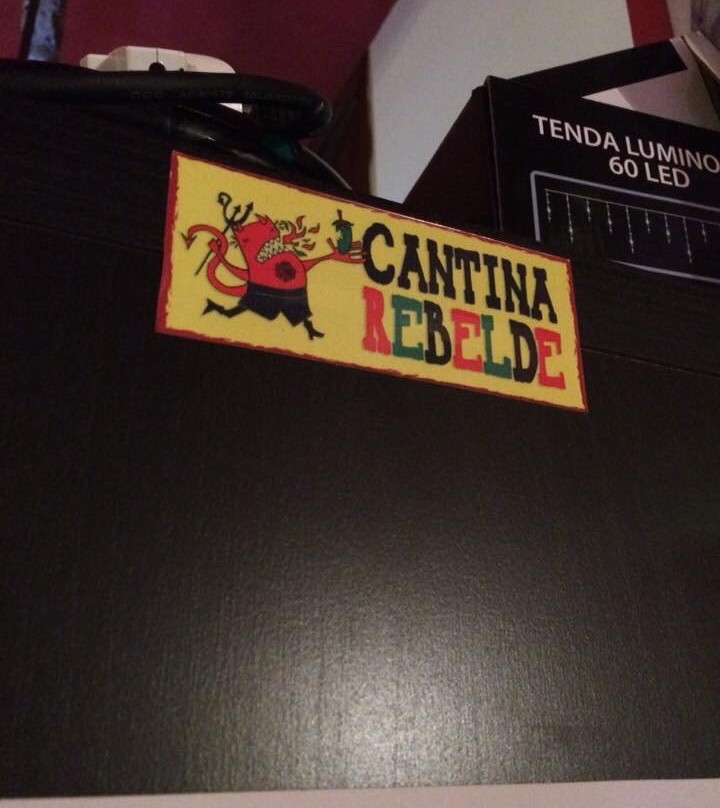 CANTINA
REBELDE
TENDA LUMINO
60 LED